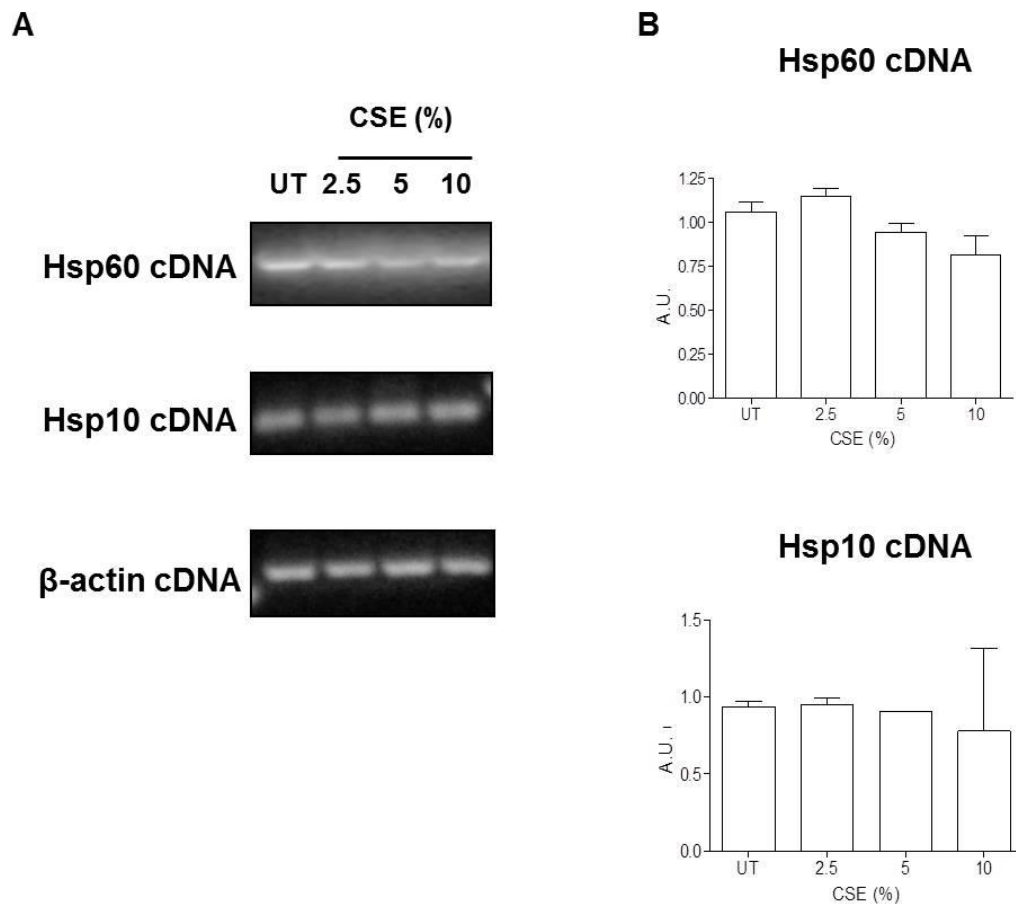 A
CSE (%)
UT 2.5 5 10
Hsp60 cDNA
Hsp10 cDNA
β-actin cDNA
B
Hsp60 cDNA
1.25
1.00
0.75
0.50
0.25
0.00
A.U.
UT 2.5 5 10
CSE (%)
Hsp10 cDNA
1.5
1.0
0.5
0.0
A.U.
UT 2.5 5 10
CSE (%)